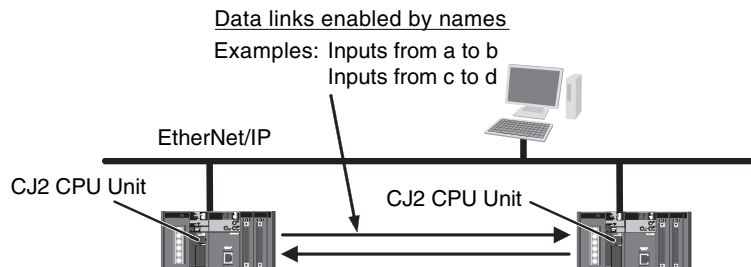 Data links enabled by names
Examples: Inputs from a to b
Inputs from c to d
EtherNet/IP
CJ2 CPU Unit
CJ2 CPU Unit